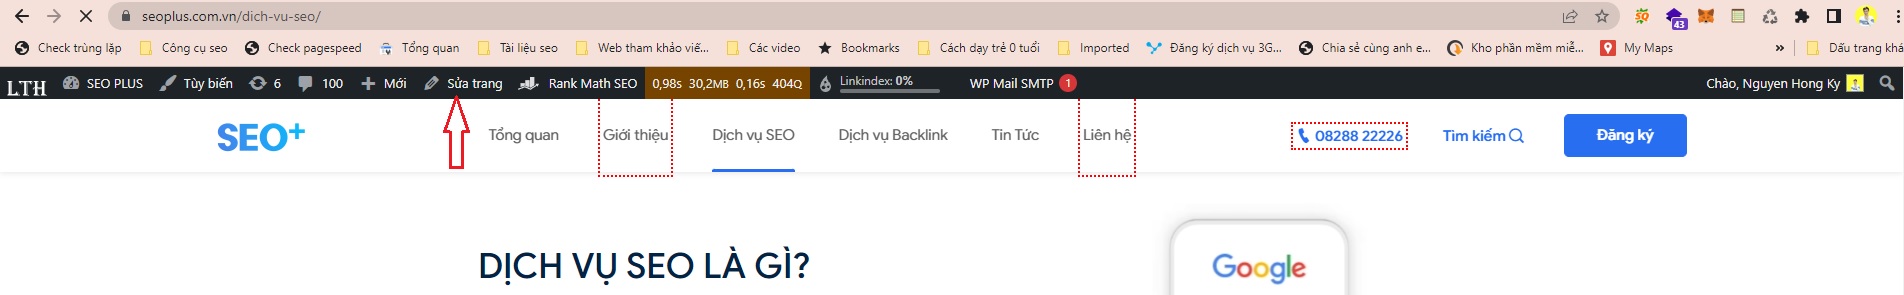 seoplus.com.vn/dich-vu-seo/
43
Check trùng lặp Công cụ seo Check pagespeed Tổng quan Tài liệu seo Web tham khảo viế... Các video Bookmarks Cách dạy trẻ 0 tuổi Imported Đăng ký dịch vụ 3G... Chia sẻ cùng anh e... Kho phần mềm miễ... My Maps » Dấu trang khá
LTH SEO PLUS Tùy biến 6 100 Mới Sửa trang Rank Math SEO 0,98s 30,2MB 0,16s 404Q Linkindex: 0% WP Mail SMTP 1 Chào, Nguyen Hong Ky
SEO+ Tổng quan Giới thiệu Dịch vụ SEO Dịch vụ Backlink Tin Tức Liên hệ 08288 22226 Tìm kiếm Đăng ký
DỊCH VỤ SEO LÀ GÌ?
Google